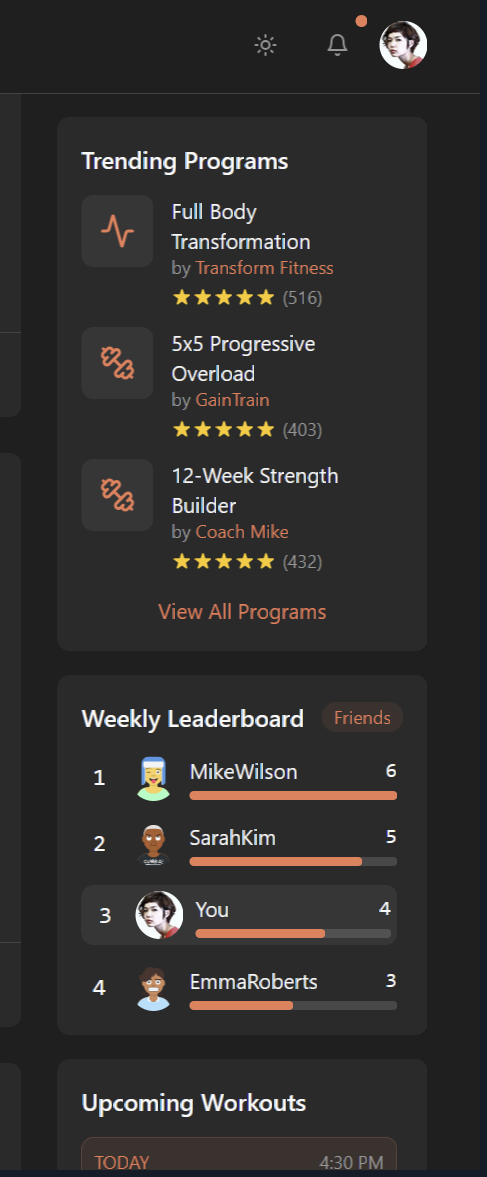 Trending Programs
Full Body
Transformation
by Transform Fitness
(516)
5x5 Progressive
Overload
by GainTrain
(403)
12-Week Strength
Builder
by Coach Mike
(432)
View All Programs
Weekly Leaderboard Friends
1 MikeWilson 6
2 SarahKim 5
3 You 4
4 EmmaRoberts 3
Upcoming Workouts
TODAY 4:30 PM